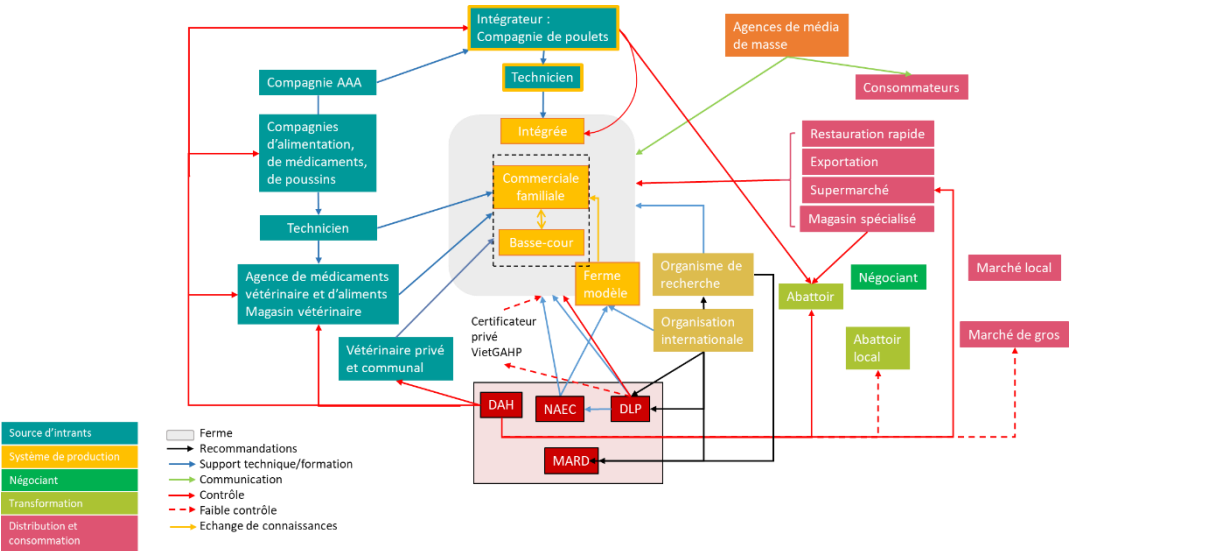 Intégrateur :
Compagnie de poulets
Agences de média
de masse
Technicien
Compagnie AAA
Consommateurs
Compagnies
d'alimentation,
de médicaments,
de poussins
Intégrée
Restauration rapide
Exportation
Commerciale
familiale
Supermarché
Magasin spécialisé
Technicien
Basse-cour
Agence de médicaments
vétérinaire et d'aliments
Magasin vétérinaire
Ferme
modèle
Organisme de
recherche
Négociant
Marché local
Abattoir
Certificateur
privé
VietGAHP
Organisation
internationale
Abattoir
local
Marché de gros
Vétérinaire privé
et communal
DAH
NAEC
DLP
MARD
Source d'intrants
Système de production
Négociant
Transformation
Distribution et
consommation
Ferme
Recommandations
Support technique/formation
Communication
Contrôle
Faible contrôle
Echange de connaissances